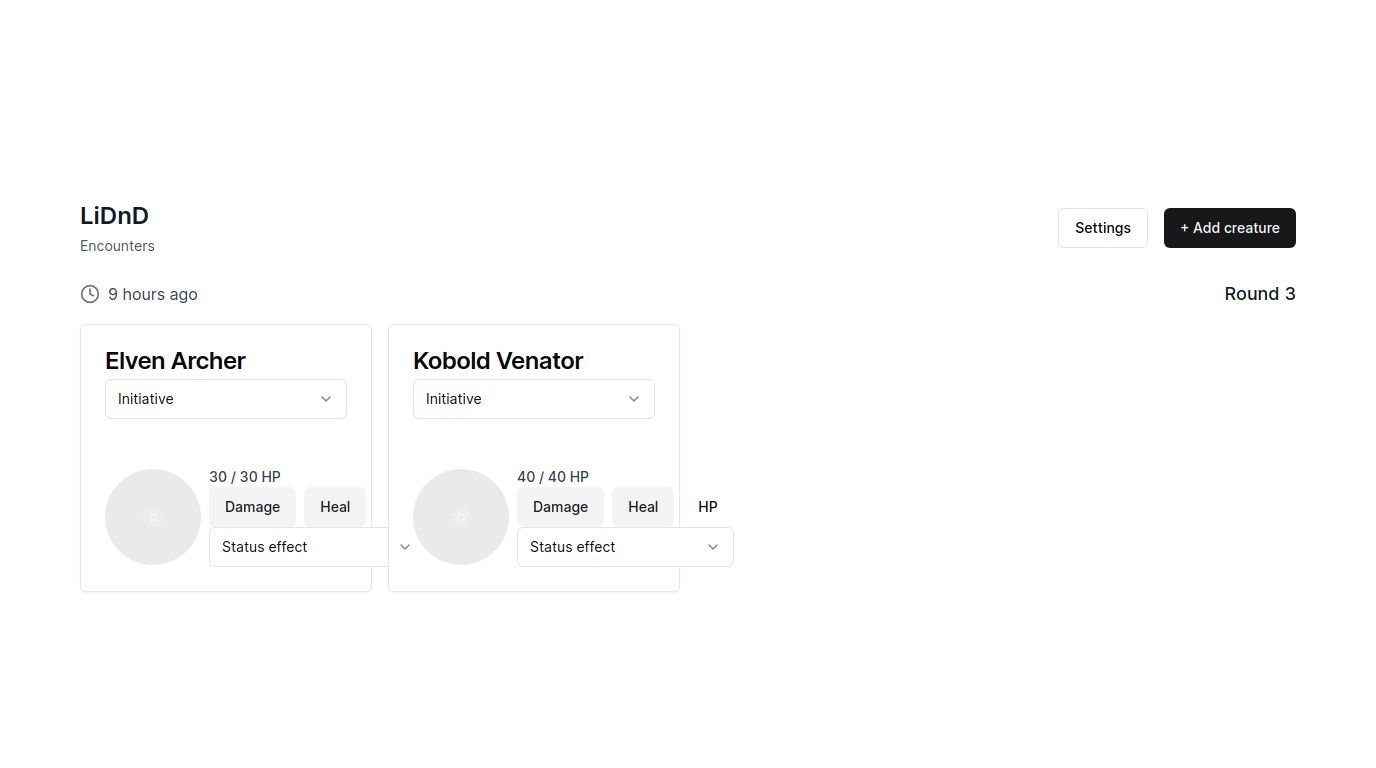 LiDnD
Encounters
Settings
+ Add creature
9 hours ago
Round 3
Elven Archer
Initiative
30 / 30 HP
Damage
Heal
Status effect
Kobold Venator
Initiative
40 / 40 HP
Damage
Heal
HP
Status effect